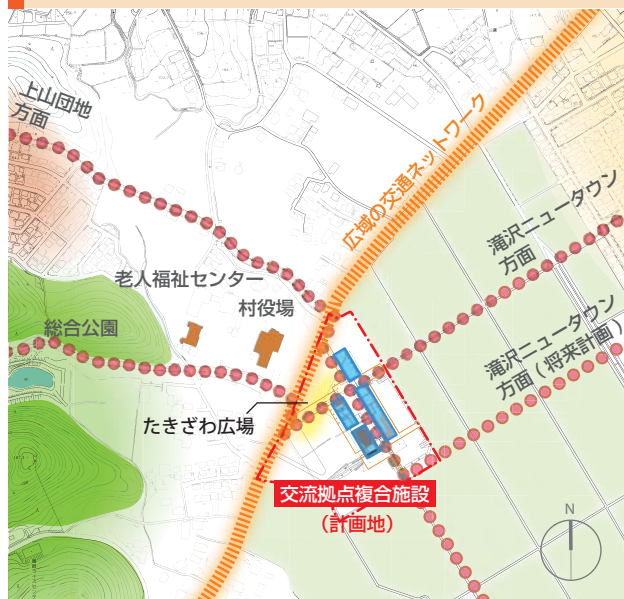 上山団地
方面
広域の交通ネットワーク
滝沢ニュータウン
方面
老人福祉センター
村役場
総合公園
滝沢ニュータウン
方面(将来計画)
たきざわ広場
交流拠点複合施設
(計画地)
N